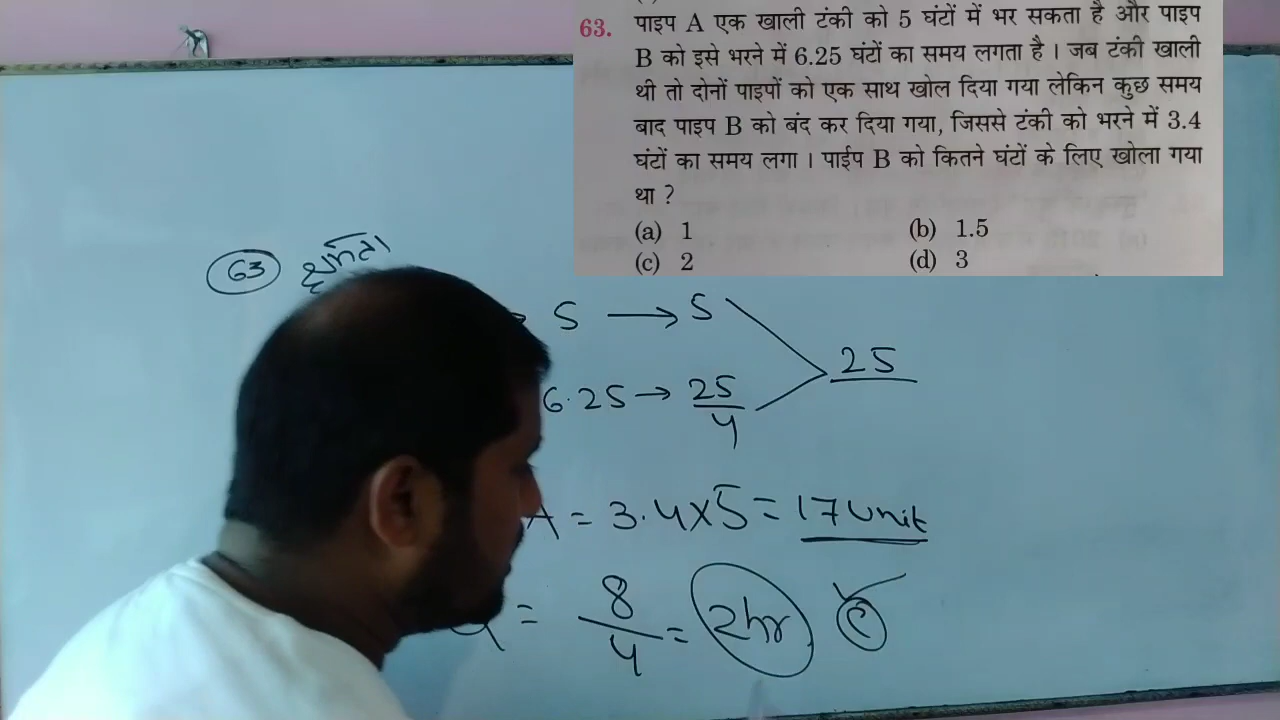 63. पाइप A एक खाली टंकी को 5 घंटों में भर सकता है और पाइप
B को इसे भरने में 6.25 घंटों का समय लगता है । जब टंकी खाली
थी तो दोनों पाइपों को एक साथ खोल दिया गया लेकिन कुछ समय
बाद पाइप B को बंद कर दिया गया, जिससे टंकी को भरने में 3.4
घंटों का समय लगा । पाईप B को कितने घंटों के लिए खोला गया
था ?
(a) 1 (b) 1.5
(c) 2 (d) 3
63 क्षमता
5 → 5
25
6.25 → 25/4
A = 3.4×5 = 17 Unit
= 8/4 = 2hr C